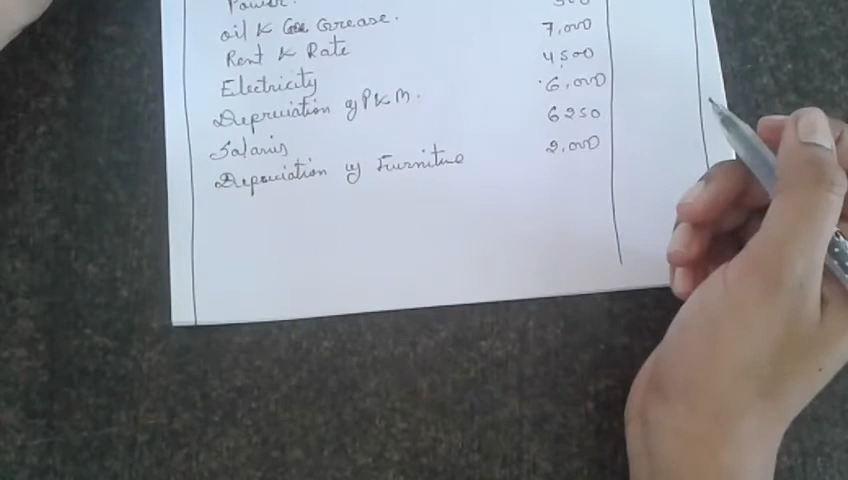 Power.
oil & Grease. 7,000
Rent & Rate 4,500
Electricity 6,000
Depreciation of P & M. 6250
Salaries 2,000
Depreciation of Furniture